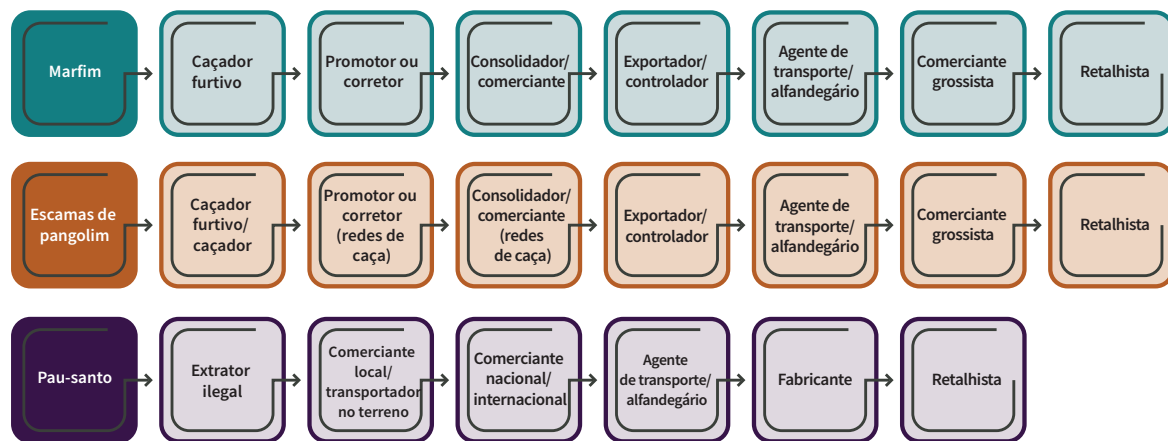 Marfim
Caçador
furtivo
Promotor ou
corretor
Consolidador/
comerciante
Exportador/
controlador
Agente de
transporte/
alfandegário
Comerciante
grossista
Retalhista
Escamas de
pangolim
Caçador
furtivo/
caçador
Promotor ou
corretor
(redes de
caça)
Consolidador/
comerciante
(redes
de caça)
Exportador/
controlador
Agente de
transporte/
alfandegário
Comerciante
grossista
Retalhista
Pau-santo
Extrator
ilegal
Comerciante
local/
transportador
no terreno
Comerciante
nacional/
internacional
Agente
de transporte/
alfandegário
Fabricante
Retalhista